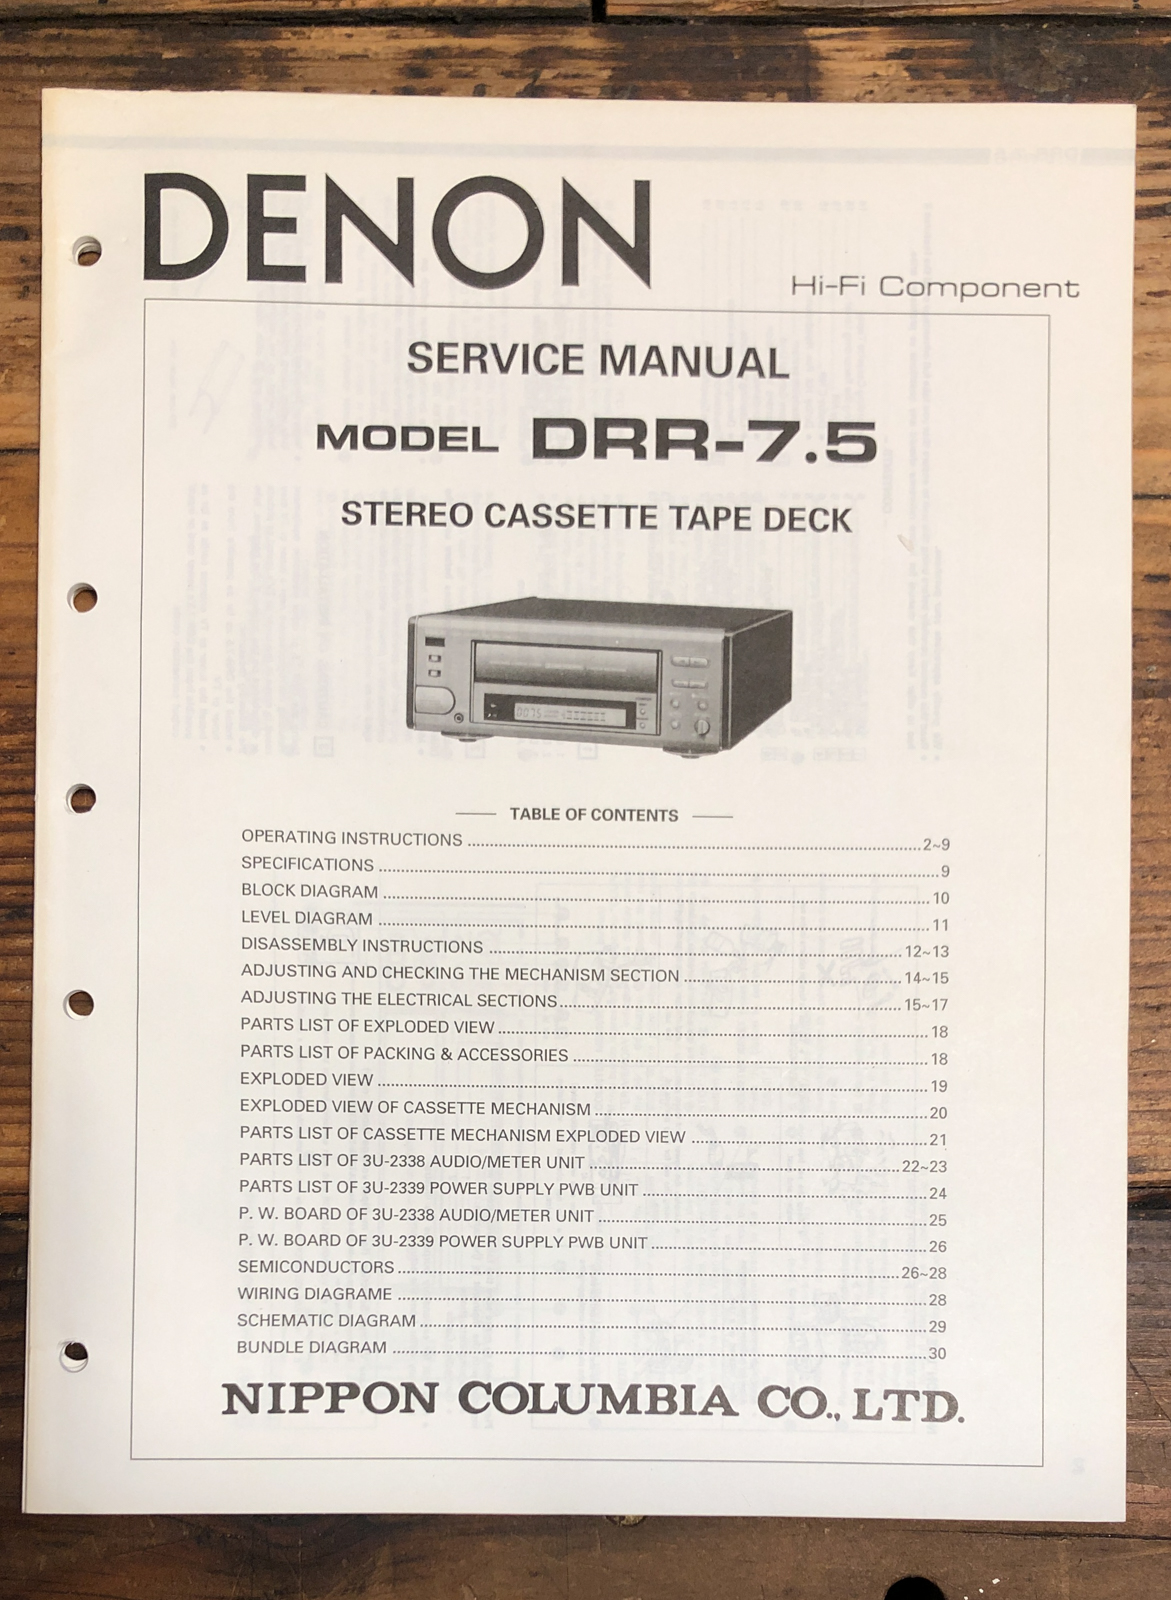 DENON
Hi-Fi Component
SERVICE MANUAL
MODEL DRR-7.5
STEREO CASSETTE TAPE DECK
TABLE OF CONTENTS
OPERATING INSTRUCTIONS ........ 2~9
SPECIFICATIONS ........ 9
BLOCK DIAGRAM ........ 10
LEVEL DIAGRAM ........ 11
DISASSEMBLY INSTRUCTIONS ........ 12~13
ADJUSTING AND CHECKING THE MECHANISM SECTION ........ 14~15
ADJUSTING THE ELECTRICAL SECTIONS ........ 15~17
PARTS LIST OF EXPLODED VIEW ........ 18
PARTS LIST OF PACKING & ACCESSORIES ........ 18
EXPLODED VIEW ........ 19
EXPLODED VIEW OF CASSETTE MECHANISM ........ 20
PARTS LIST OF CASSETTE MECHANISM EXPLODED VIEW ........ 21
PARTS LIST OF 3U-2338 AUDIO/METER UNIT ........ 22~23
PARTS LIST OF 3U-2339 POWER SUPPLY PWB UNIT ........ 24
P. W. BOARD OF 3U-2338 AUDIO/METER UNIT ........ 25
P. W. BOARD OF 3U-2339 POWER SUPPLY PWB UNIT ........ 26
SEMICONDUCTORS ........ 26~28
WIRING DIAGRAME ........ 28
SCHEMATIC DIAGRAM ........ 29
BUNDLE DIAGRAM ........ 30
NIPPON COLUMBIA CO., LTD.